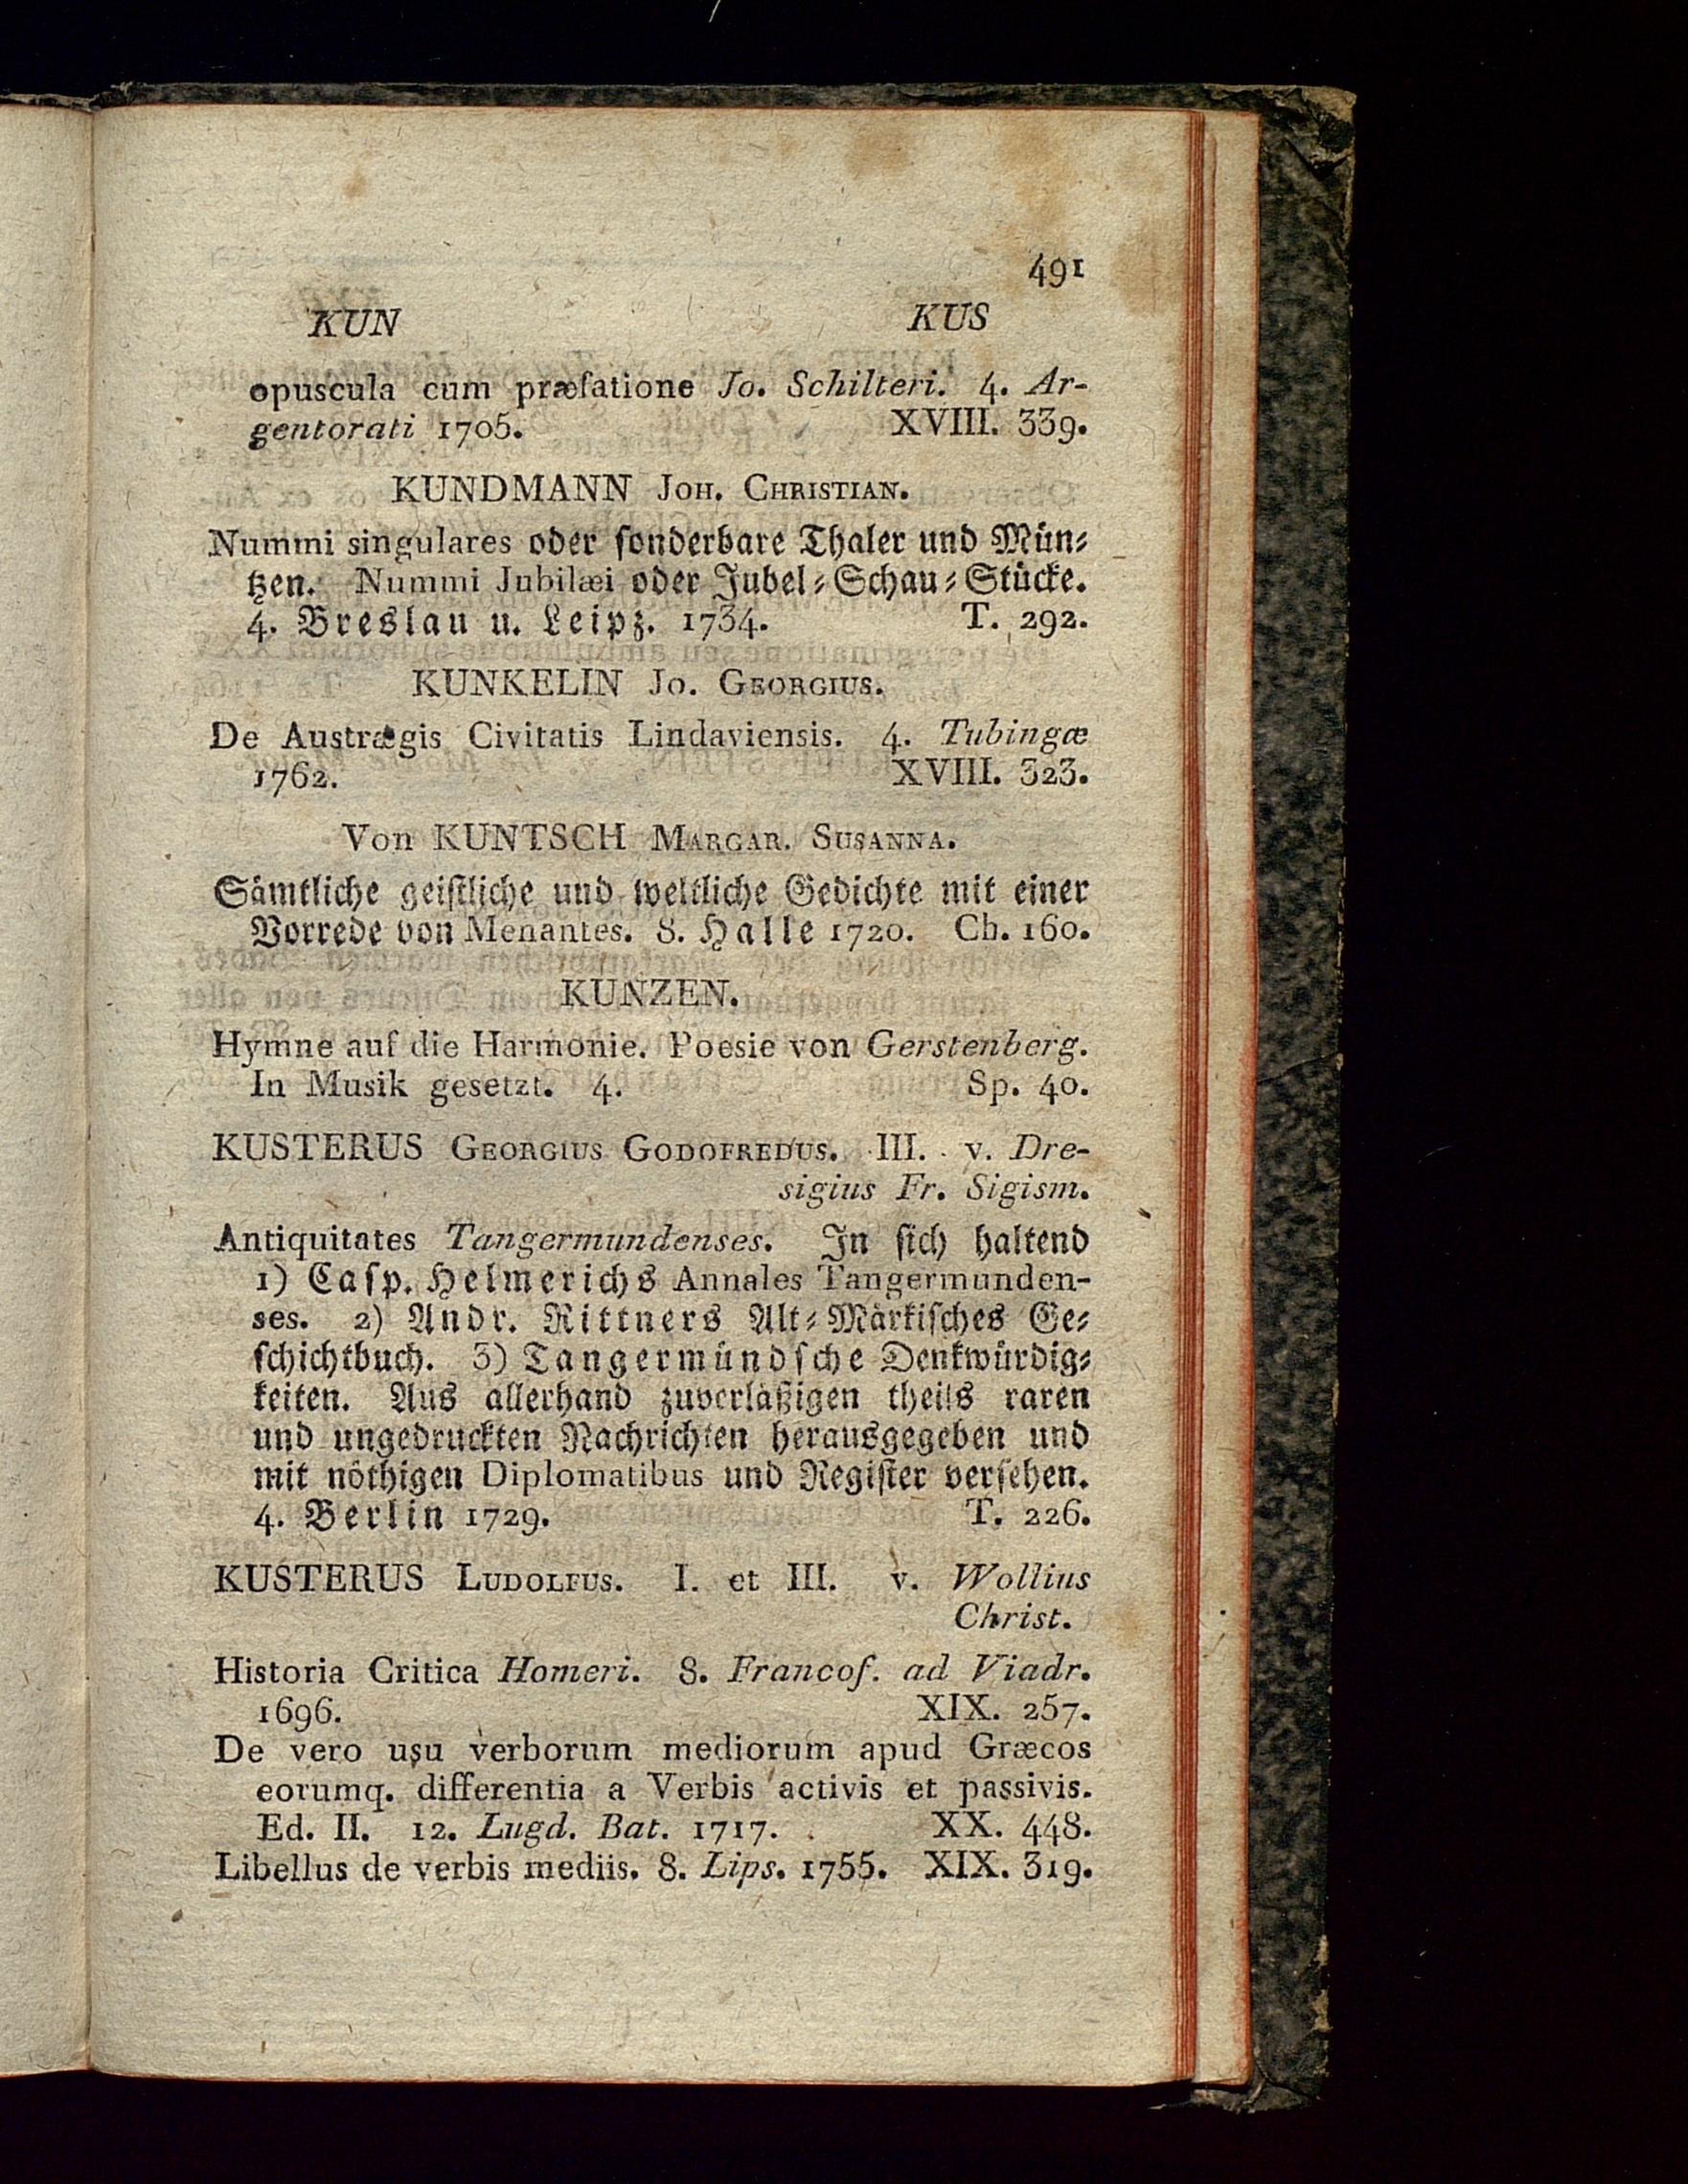 491
KUN KUS
opuscula cum præfatione Jo. Schilteri. 4. Ar-
gentorati 1705. XVIII. 339.
KUNDMANN Joh. Christian.
Nummi singulares oder sonderbare Thaler und Mün-
tzen. Nummi Jubilæi oder Jubel-Schau-Stücke.
4. Breslau u. Leipz. 1734. T. 292.
KUNKELIN Jo. Georgius.
De Austrægis Civitatis Lindaviensis. 4. Tubingæ
1762. XVIII. 323.
Von KUNTSCH Margar. Susanna.
Sämtliche geistliche und weltliche Gedichte mit einer
Vorrede von Menantes. 8. Halle 1720. Ch. 160.
KUNZEN.
Hymne auf die Harmonie. Poesie von Gerstenberg.
In Musik gesetzt. 4. Sp. 40.
KUSTERUS Georgius Godofredus. III. v. Dre-
sigius Fr. Sigism.
Antiquitates Tangermundenses. In sich haltend
1) Casp. Helmerichs Annales Tangermunden-
ses. 2) Andr. Rittners Alt-Märkisches Ge-
schichtbuch. 3) Tangermündsche Denkwürdig-
keiten. Aus allerhand zuverläßigen theils raren
und ungedruckten Nachrichten herausgegeben und
mit nöthigen Diplomatibus und Register versehen.
4. Berlin 1729. T. 226.
KUSTERUS Ludolfus. I. et III. v. Wollius
Christ.
Historia Critica Homeri. 8. Francof. ad Viadr.
1696. XIX. 257.
De vero usu verborum mediorum apud Græcos
eorumq. differentia a Verbis activis et passivis.
Ed. II. 12. Lugd. Bat. 1717. XX. 448.
Libellus de verbis mediis. 8. Lips. 1755. XIX. 319.